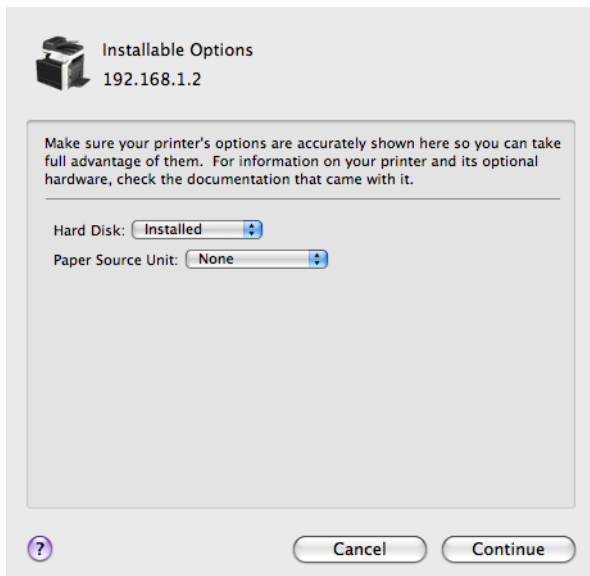 Installable Options
192.168.1.2
Make sure your printer's options are accurately shown here so you can take
full advantage of them.  For information on your printer and its optional
hardware, check the documentation that came with it.
Hard Disk: Installed
Paper Source Unit: None
? Cancel Continue